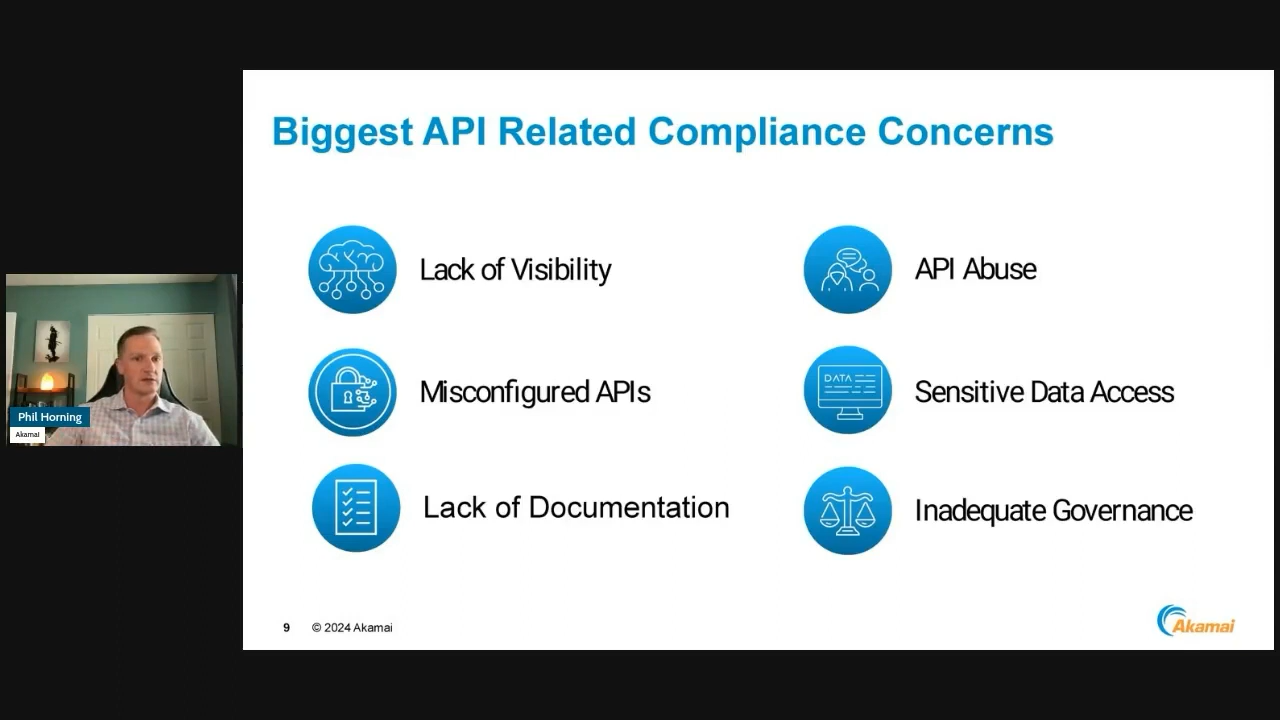 Biggest API Related Compliance Concerns
Lack of Visibility
API Abuse
Misconfigured APIs
DATA
Sensitive Data Access
Lack of Documentation
Inadequate Governance
Phil Horning
Akamai
9
© 2024 Akamai
Akamai